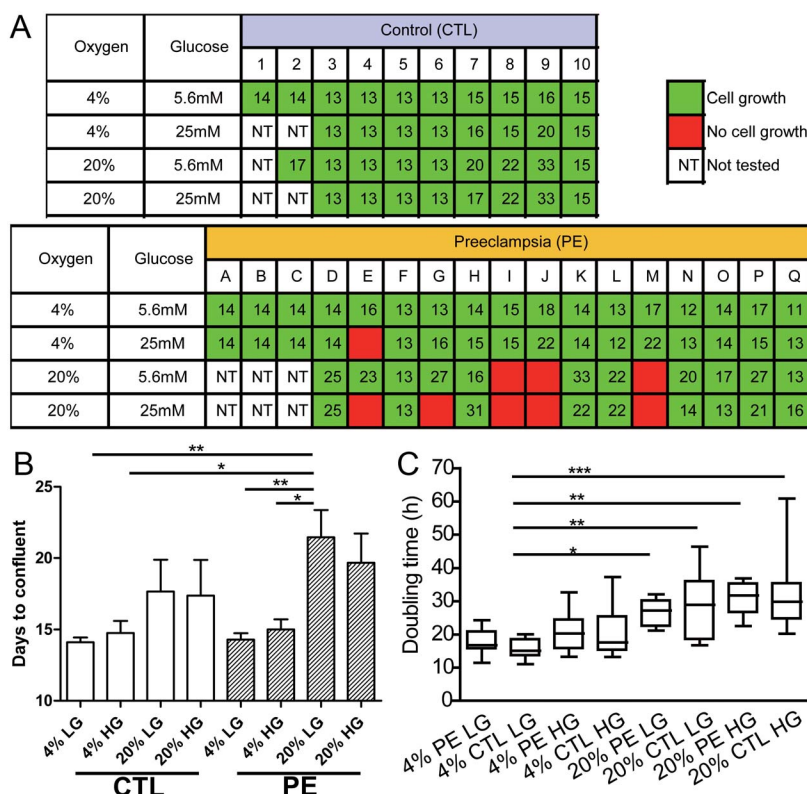 A
Oxygen Glucose Control (CTL)
1 2 3 4 5 6 7 8 9 10
4% 5.6mM 14 14 13 13 13 13 15 15 16 15
4% 25mM NT NT 13 13 13 13 16 15 20 15
20% 5.6mM NT 17 13 13 13 13 20 22 33 15
20% 25mM NT NT 13 13 13 13 17 22 33 15
Cell growth
No cell growth
NT Not tested
Oxygen Glucose Preeclampsia (PE)
A B C D E F G H I J K L M N O P Q
4% 5.6mM 14 14 14 14 16 13 13 14 15 18 14 13 17 12 14 17 11
4% 25mM 14 14 14 14 13 16 15 15 22 14 12 22 13 14 15 13
20% 5.6mM NT NT NT 25 23 13 27 16 33 22 20 17 27 13
20% 25mM NT NT NT 25 13 31 22 22 14 13 21 16
B
**
*
**
*
Days to confluent
25
20
15
10
4% LG 4% HG 20% LG 20% HG 4% LG 4% HG 20% LG 20% HG
CTL PE
C
***
**
**
*
Doubling time (h)
70
60
50
40
30
20
10
0
4% PE LG 4% CTL LG 4% PE HG 4% CTL HG 20% PE LG 20% CTL LG 20% PE HG 20% CTL HG